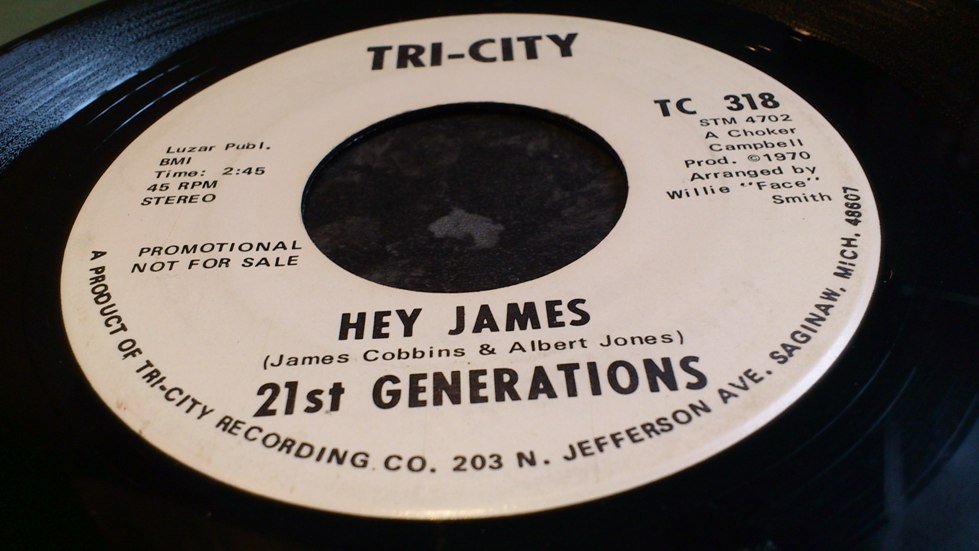 TRI-CITY
Luzar Publ.
BMI
Time: 2:45
45 RPM
STEREO
PROMOTIONAL
NOT FOR SALE
TC 318
STM 4702
A Choker
Campbell
Prod. ©1970
Arranged by
Willie "Face"
Smith
HEY JAMES
(James Cobbins & Albert Jones)
21st GENERATIONS
A PRODUCT OF TRI-CITY RECORDING CO. 203 N. JEFFERSON AVE. SAGINAW, MICH. 48607